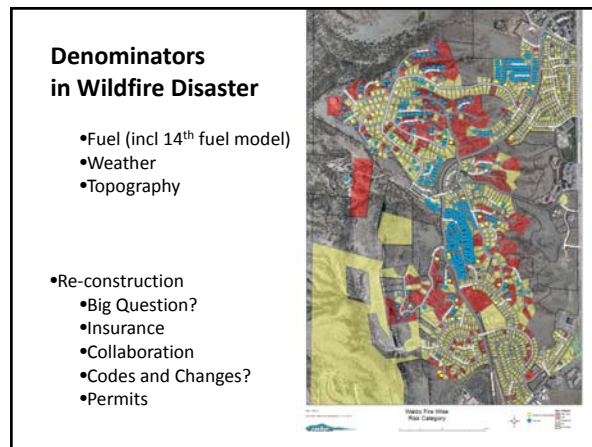 Denominators
in Wildfire Disaster
•Fuel (incl 14th fuel model)
•Weather
•Topography
•Re-construction
•Big Question?
•Insurance
•Collaboration
•Codes and Changes?
•Permits
Waldo Fire Wise
Risk Category